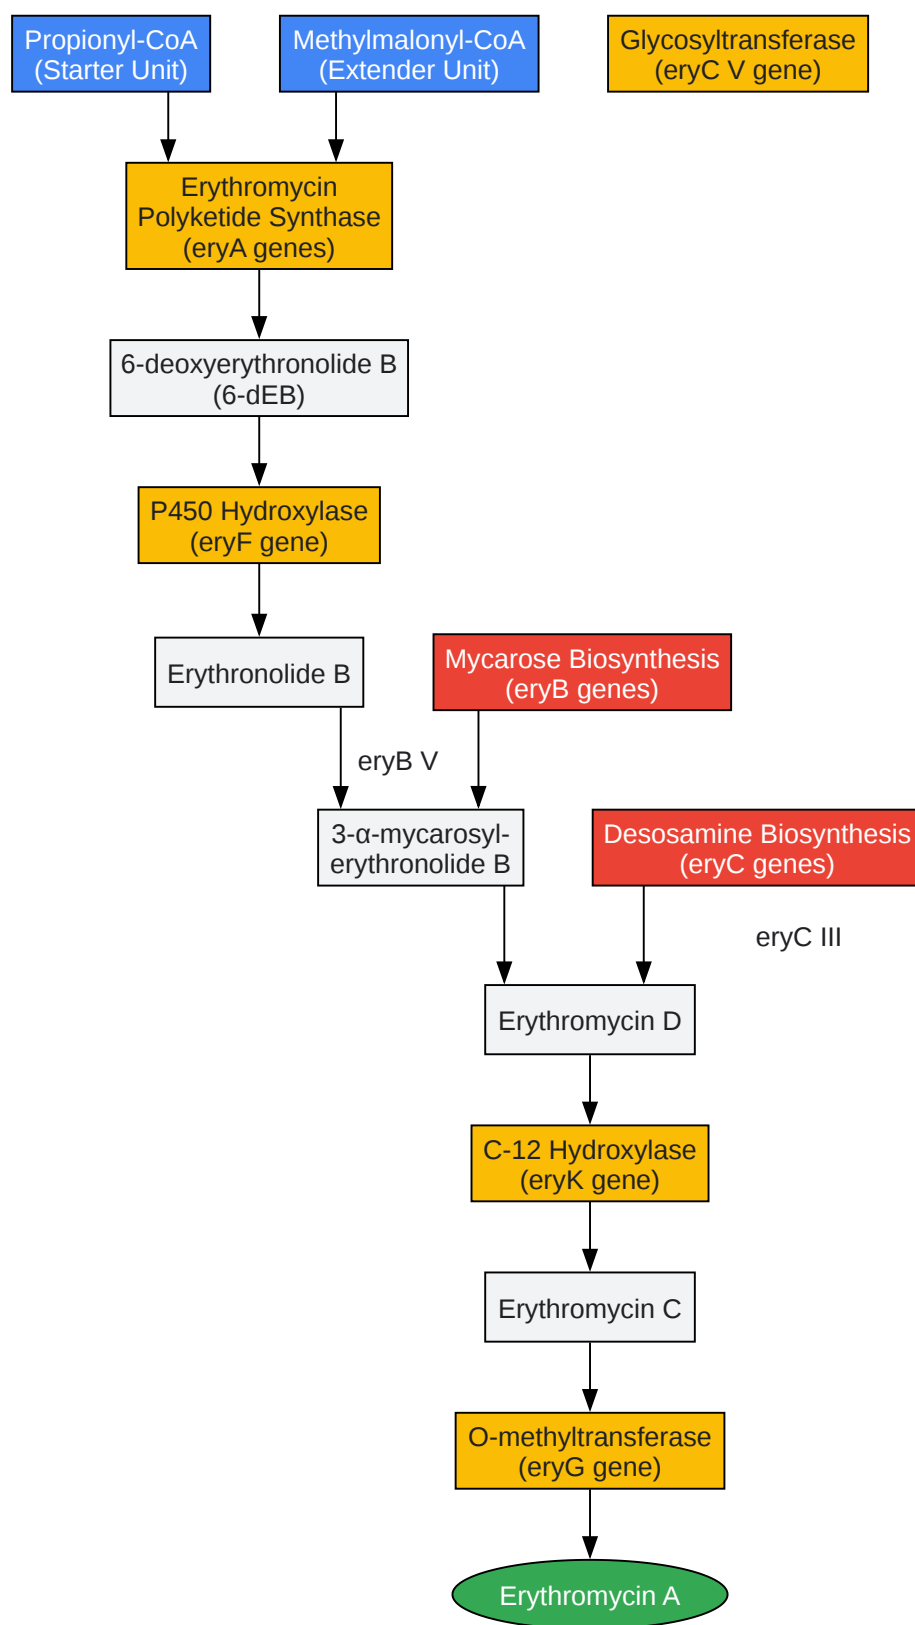 Propionyl-CoA
(Starter Unit)
Methylmalonyl-CoA
(Extender Unit)
Glycosyltransferase
(eryC V gene)
Erythromycin
Polyketide Synthase
(eryA genes)
6-deoxyerythronolide B
(6-dEB)
P450 Hydroxylase
(eryF gene)
Erythronolide B
Mycarose Biosynthesis
(eryB genes)
eryB V
3-α-mycarosyl-
erythronolide B
Desosamine Biosynthesis
(eryC genes)
eryC III
Erythromycin D
C-12 Hydroxylase
(eryK gene)
Erythromycin C
O-methyltransferase
(eryG gene)
Erythromycin A